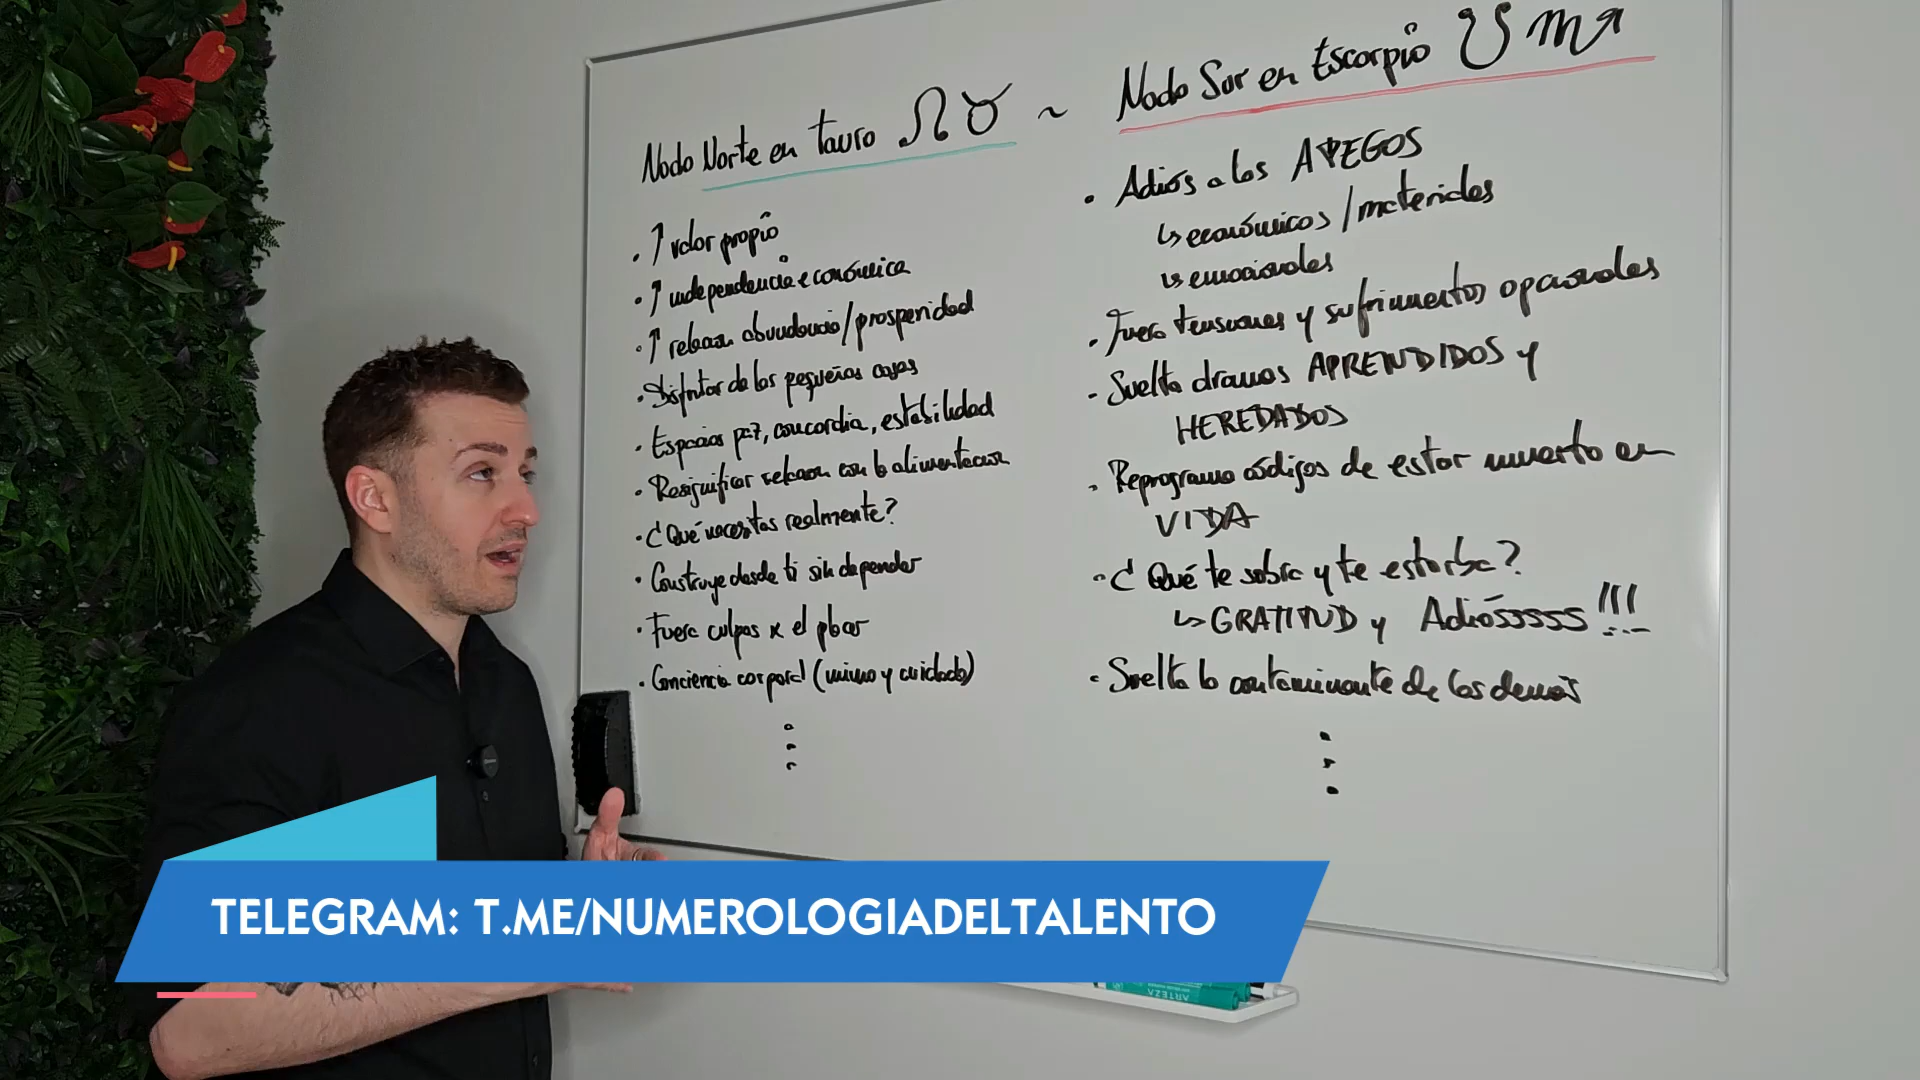 Nodo Norte en Tauro ☊ ♉ ~
• ↑ valor propio
• ↑ independencia económica
• ↑ relación abundancia/prosperidad
• Disfrutar de las pequeñas cosas
• Espacios paz, concordia, estabilidad
• Resignificar relación con la alimentación
• ¿Qué necesitas realmente?
• Construye desde ti sin depender
• Fuera culpas x el placer
• Conciencia corporal (mimo y cuidado)
Nodo Sur en Escorpio ☋ ♏
• Adiós a los APEGOS
↳ económicos/materiales
↳ emocionales
• Fuera tensiones y sufrimientos opcionales
• Suelta dramas APRENDIDOS y
HEREDADOS
• Reprograma códigos de estar muerto en
VIDA
• ¿Qué te sobra y te estorba?
↳ GRATITUD y Adiósssss!!!
• Suelta lo contaminante de los demás
TELEGRAM: T.ME/NUMEROLOGIADELTALENTO
ARTEZA